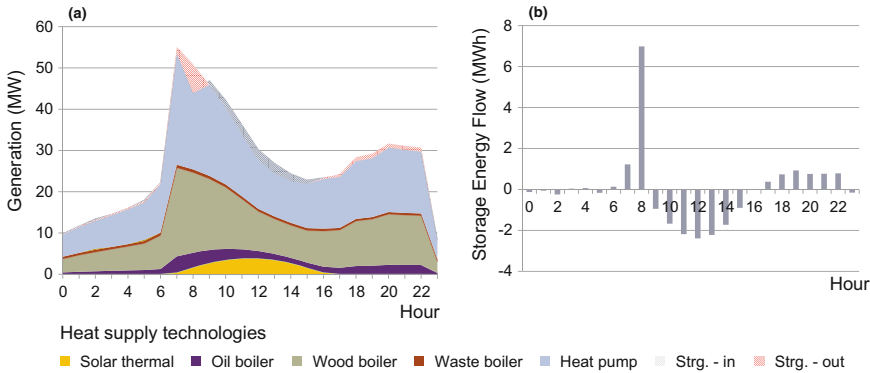 (a)
Generation (MW)
60
50
40
30
20
10
0
0 2 4 6 8 10 12 14 16 18 20 22
Hour
(b)
Storage Energy Flow (MWh)
8
6
4
2
0
-2
-4
0 2 4 6 8 10 12 14 16 18 20 22
Hour
Heat supply technologies
Solar thermal Oil boiler Wood boiler Waste boiler Heat pump Strg. - in Strg. - out